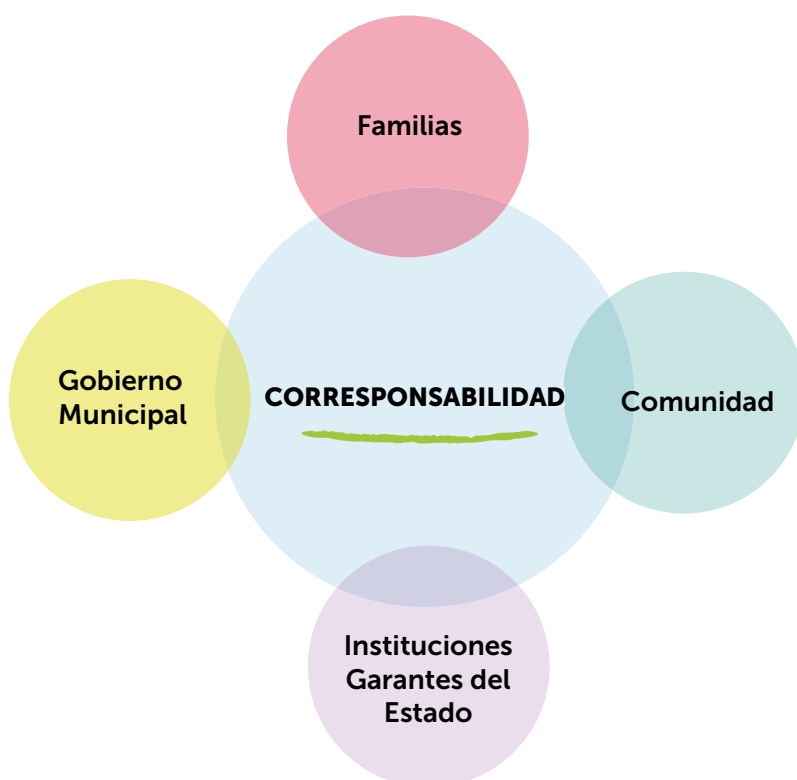 Familias
Gobierno
Municipal
CORRESPONSABILIDAD
Comunidad
Instituciones
Garantes del
Estado